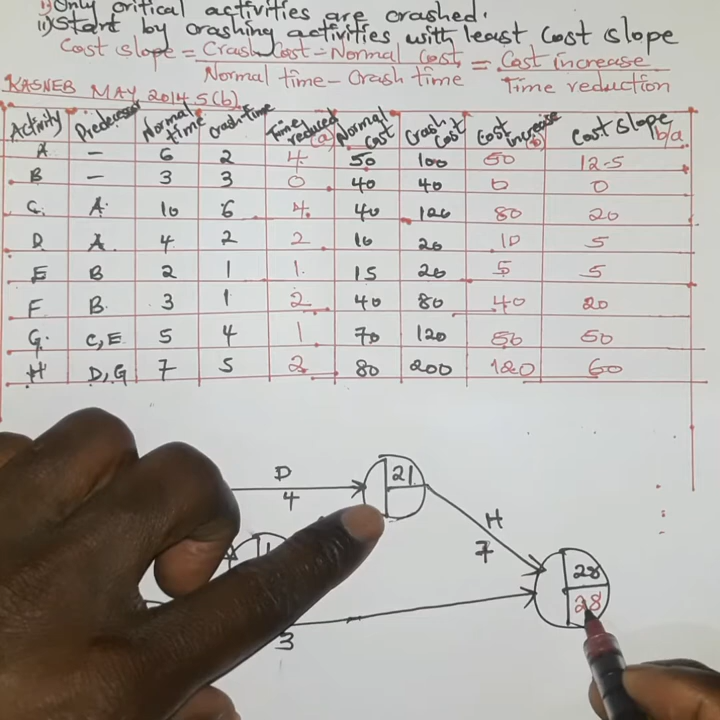 i) Only critical activities are crashed.
ii) Start by crashing activities with least cost slope
Cost slope = Crash Cost - Normal Cost = Cost increase
Normal time - Crash time Time reduction
KASNEB MAY 2014 5(b)
Activity Predecessor Normal time Crash time Time reduced (a) Normal cost Crash cost Cost increase (b) Cost slope b/a
A - 6 2 4 50 100 50 12.5
B - 3 3 0 40 40 0 0
C A 10 6 4 40 120 80 20
D A 4 2 2 10 20 10 5
E B 2 1 1 15 20 5 5
F B 3 1 2 40 80 40 20
G C,E 5 4 1 70 120 50 50
H D,G 7 5 2 80 200 120 60
D
4
21
H
7
28
28
3